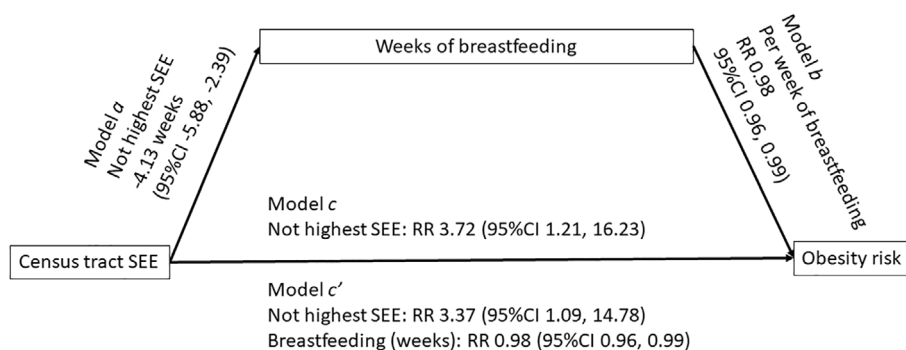 Weeks of breastfeeding
Model a
Not highest SEE
-4.13 weeks
(95%CI -5.88, -2.39)
Model b
Per week of breastfeeding
RR 0.98
95%CI 0.96, 0.99)
Model c
Not highest SEE: RR 3.72 (95%CI 1.21, 16.23)
Census tract SEE
Obesity risk
Model c’
Not highest SEE: RR 3.37 (95%CI 1.09, 14.78)
Breastfeeding (weeks): RR 0.98 (95%CI 0.96, 0.99)